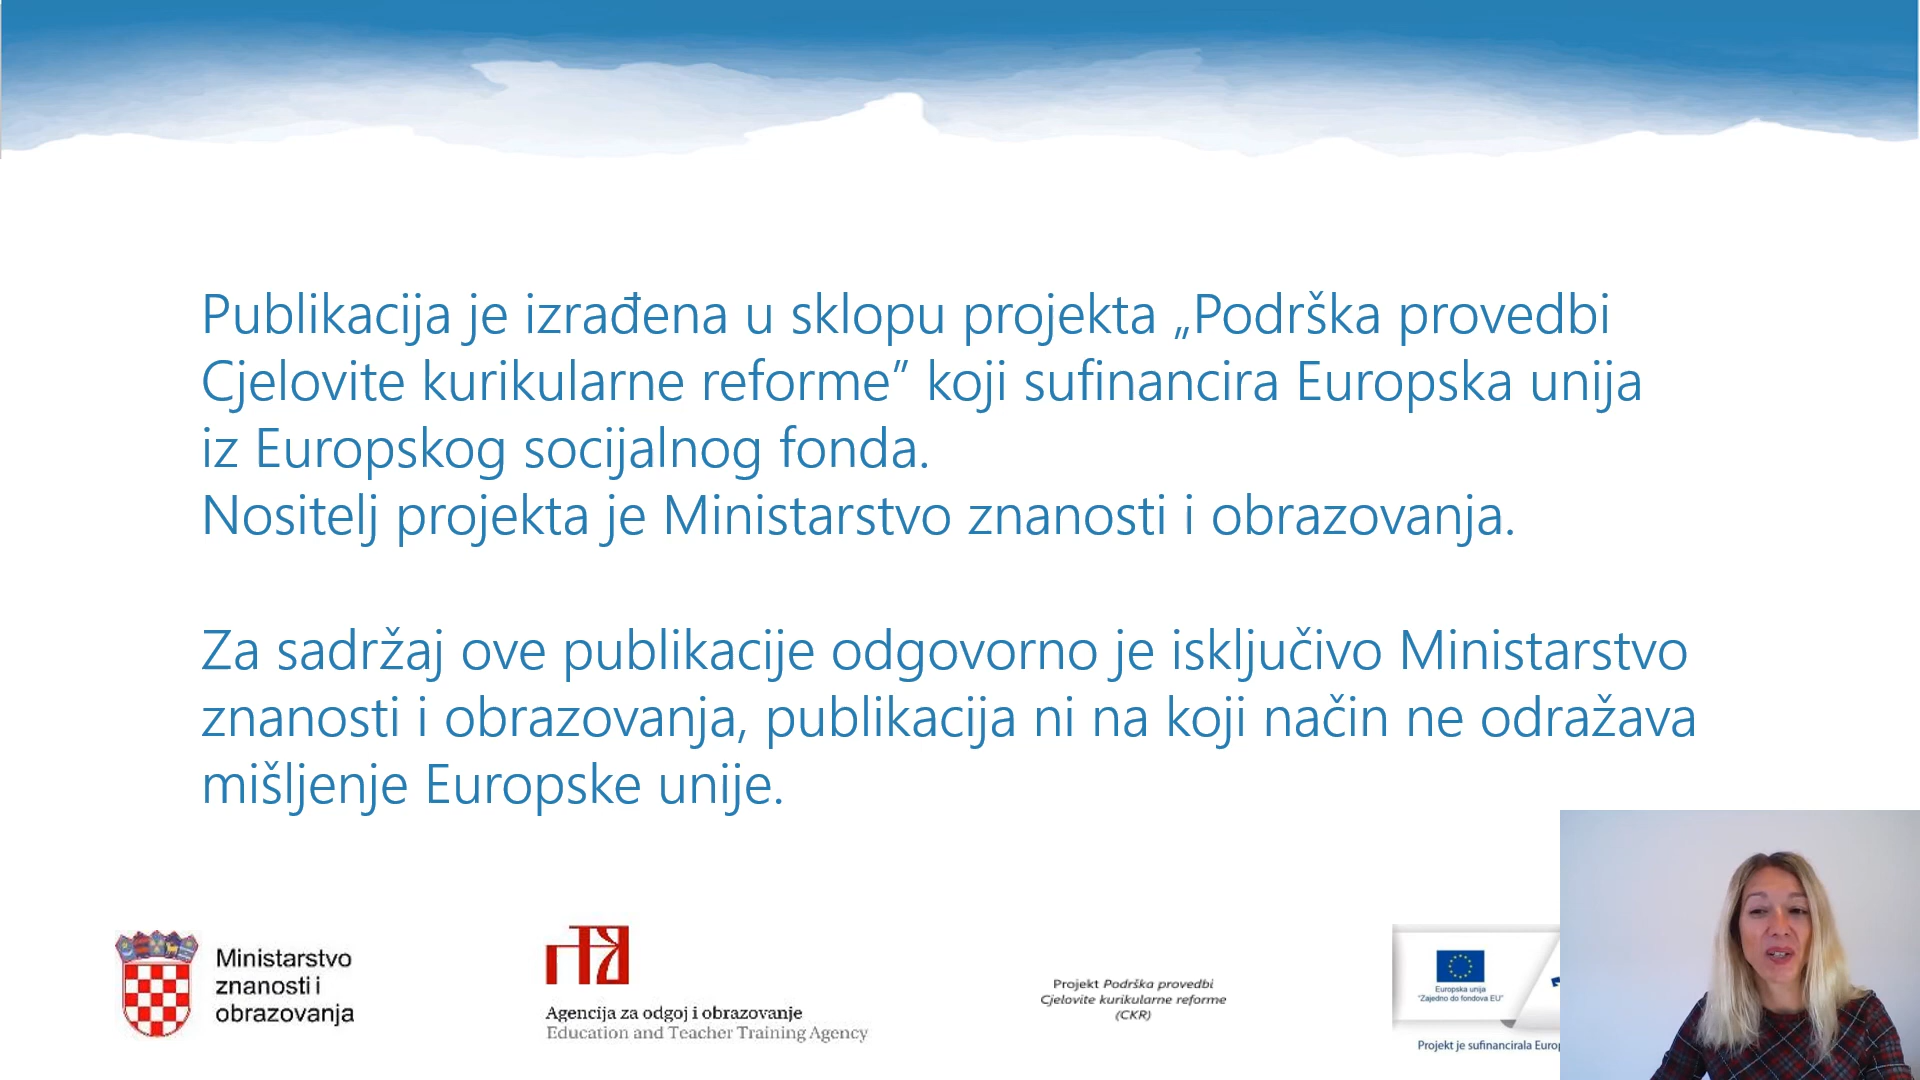 Publikacija je izrađena u sklopu projekta „Podrška provedbi
Cjelovite kurikularne reforme” koji sufinancira Europska unija
iz Europskog socijalnog fonda.
Nositelj projekta je Ministarstvo znanosti i obrazovanja.
Za sadržaj ove publikacije odgovorno je isključivo Ministarstvo
znanosti i obrazovanja, publikacija ni na koji način ne odražava
mišljenje Europske unije.
Ministarstvo
znanosti i
obrazovanja
Agencija za odgoj i obrazovanje
Education and Teacher Training Agency
Projekt Podrška provedbi
Cjelovite kurikularne reforme
(CKR)
Europska unija
"Zajedno do fondova EU"
Projekt je sufinancirala